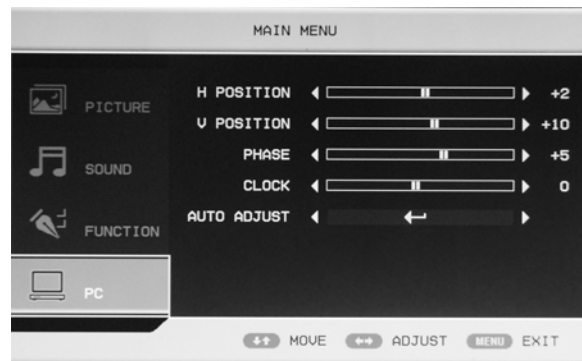 MAIN MENU
PICTURE
SOUND
FUNCTION
PC
H POSITION +2
V POSITION +10
PHASE +5
CLOCK 0
AUTO ADJUST
MOVE ADJUST MENU EXIT